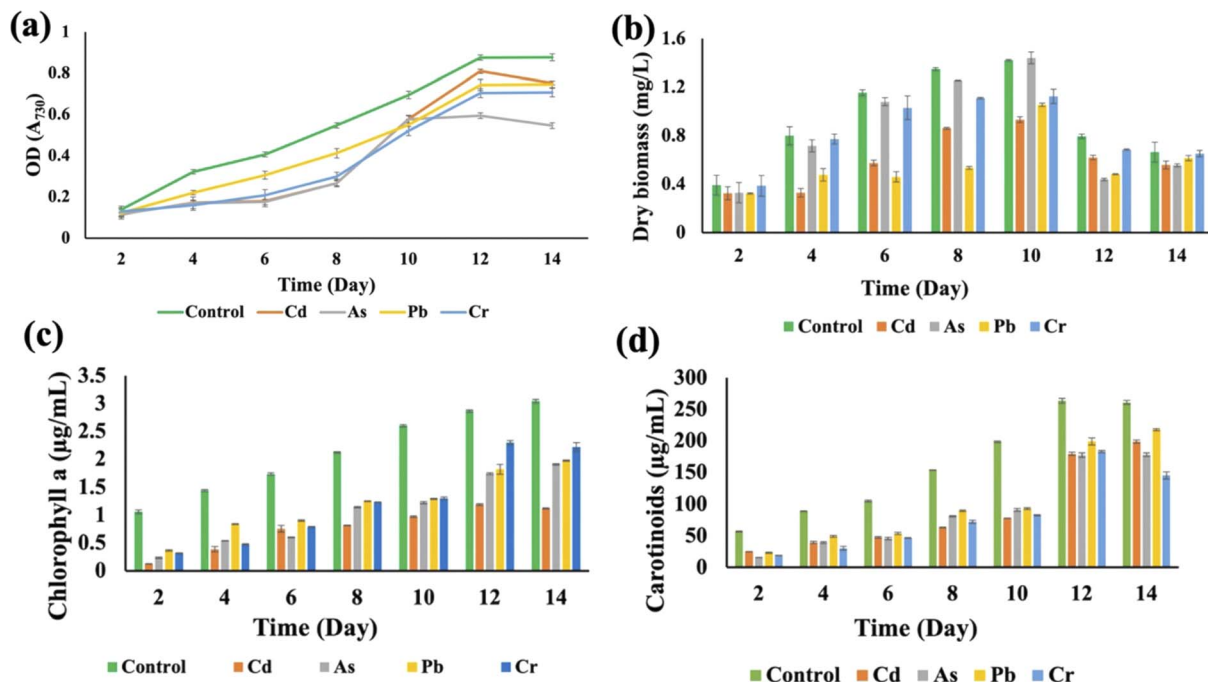 (a)
1
0.8
0.6
0.4
0.2
0
OD (A730)
2 4 6 8 10 12 14
Time (Day)
Control Cd As Pb Cr
(b)
1.6
1.2
0.8
0.4
0
Dry biomass (mg/L)
2 4 6 8 10 12 14
Time (Day)
Control Cd As Pb Cr
(c)
3.5
3
2.5
2
1.5
1
0.5
0
Chlorophyll a (µg/mL)
2 4 6 8 10 12 14
Time (Day)
Control Cd As Pb Cr
(d)
300
250
200
150
100
50
0
Carotinoids (µg/mL)
2 4 6 8 10 12 14
Time (Day)
Control Cd As Pb Cr